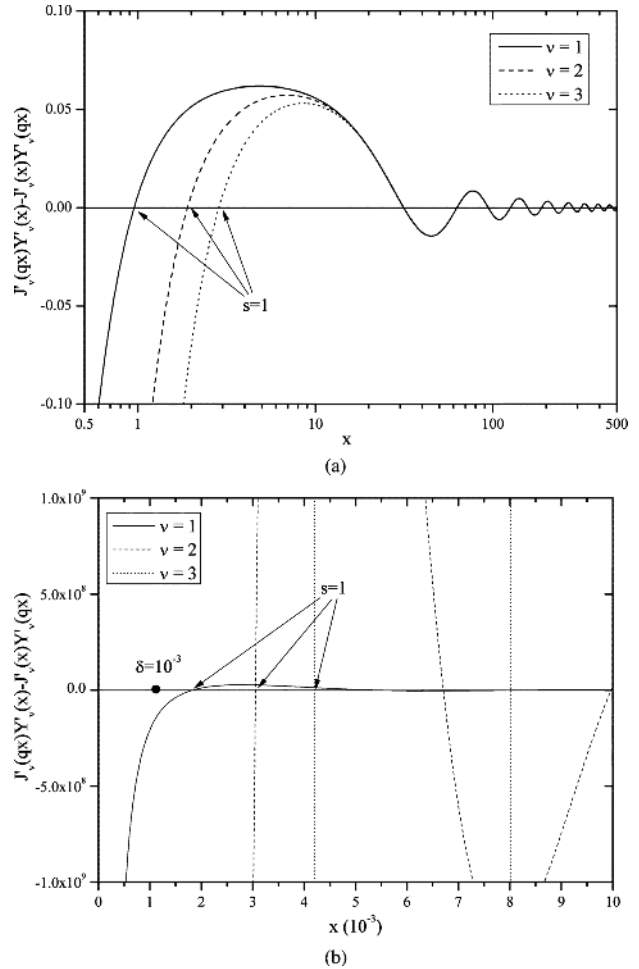 J'ᵥ(qx)Y'ᵥ(x)-J'ᵥ(x)Y'ᵥ(qx)
0.10
0.05
0.00
-0.05
-0.10
ν = 1
ν = 2
ν = 3
s=1
0.5 1 10 100 500
x
(a)
J'ᵥ(qx)Y'ᵥ(x)-J'ᵥ(x)Y'ᵥ(qx)
1.0x10⁹
5.0x10⁸
0.0
-5.0x10⁸
-1.0x10⁹
ν = 1
ν = 2
ν = 3
s=1
δ=10⁻³
0 1 2 3 4 5 6 7 8 9 10
x (10⁻³)
(b)